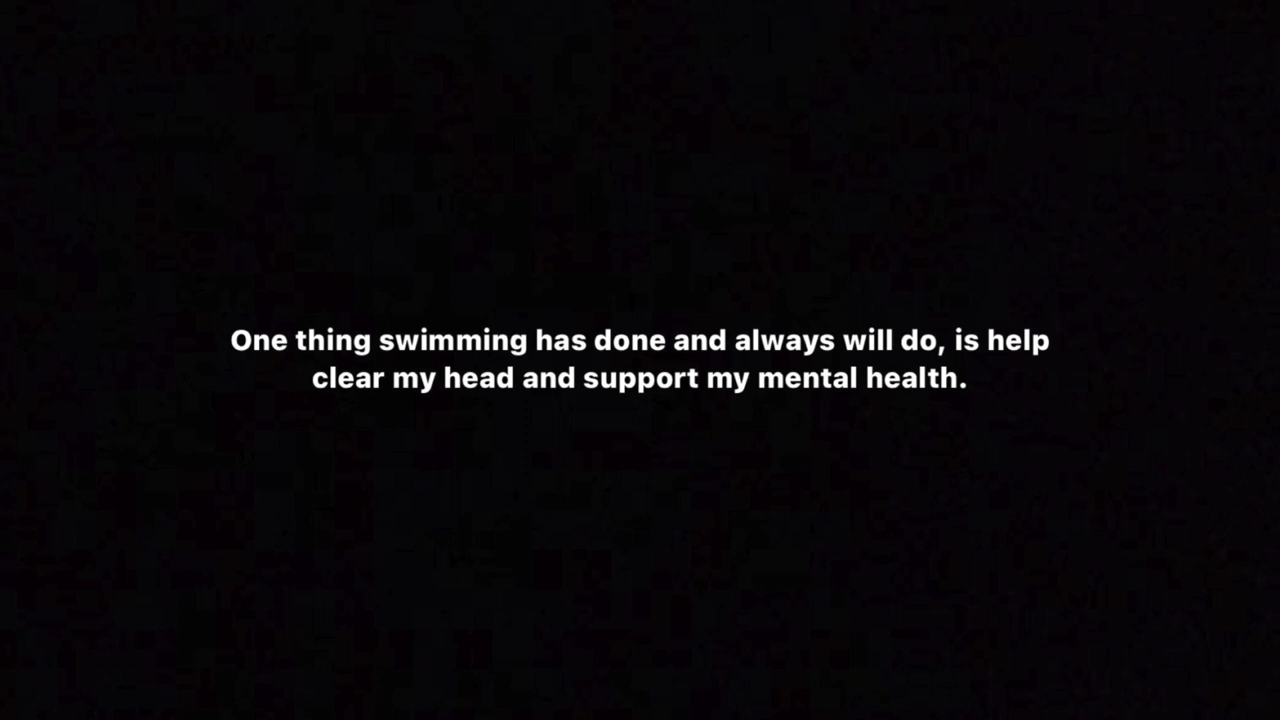 One thing swimming has done and always will do, is help
clear my head and support my mental health.